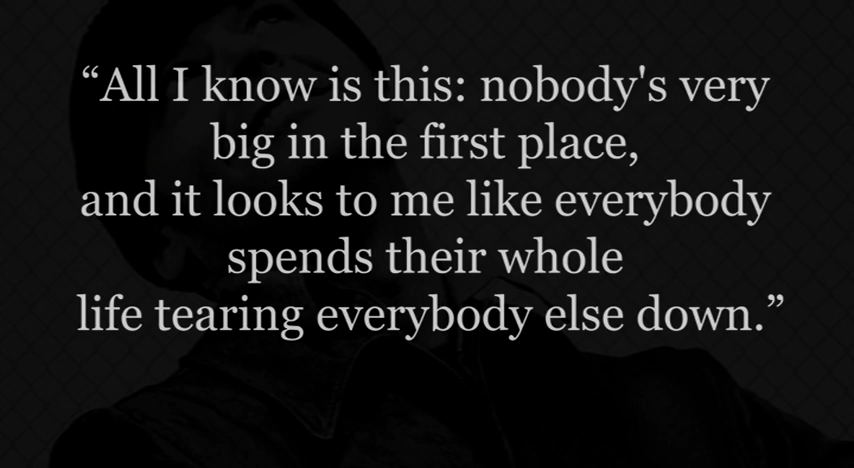 “All I know is this: nobody's very
big in the first place,
and it looks to me like everybody
spends their whole
life tearing everybody else down.”